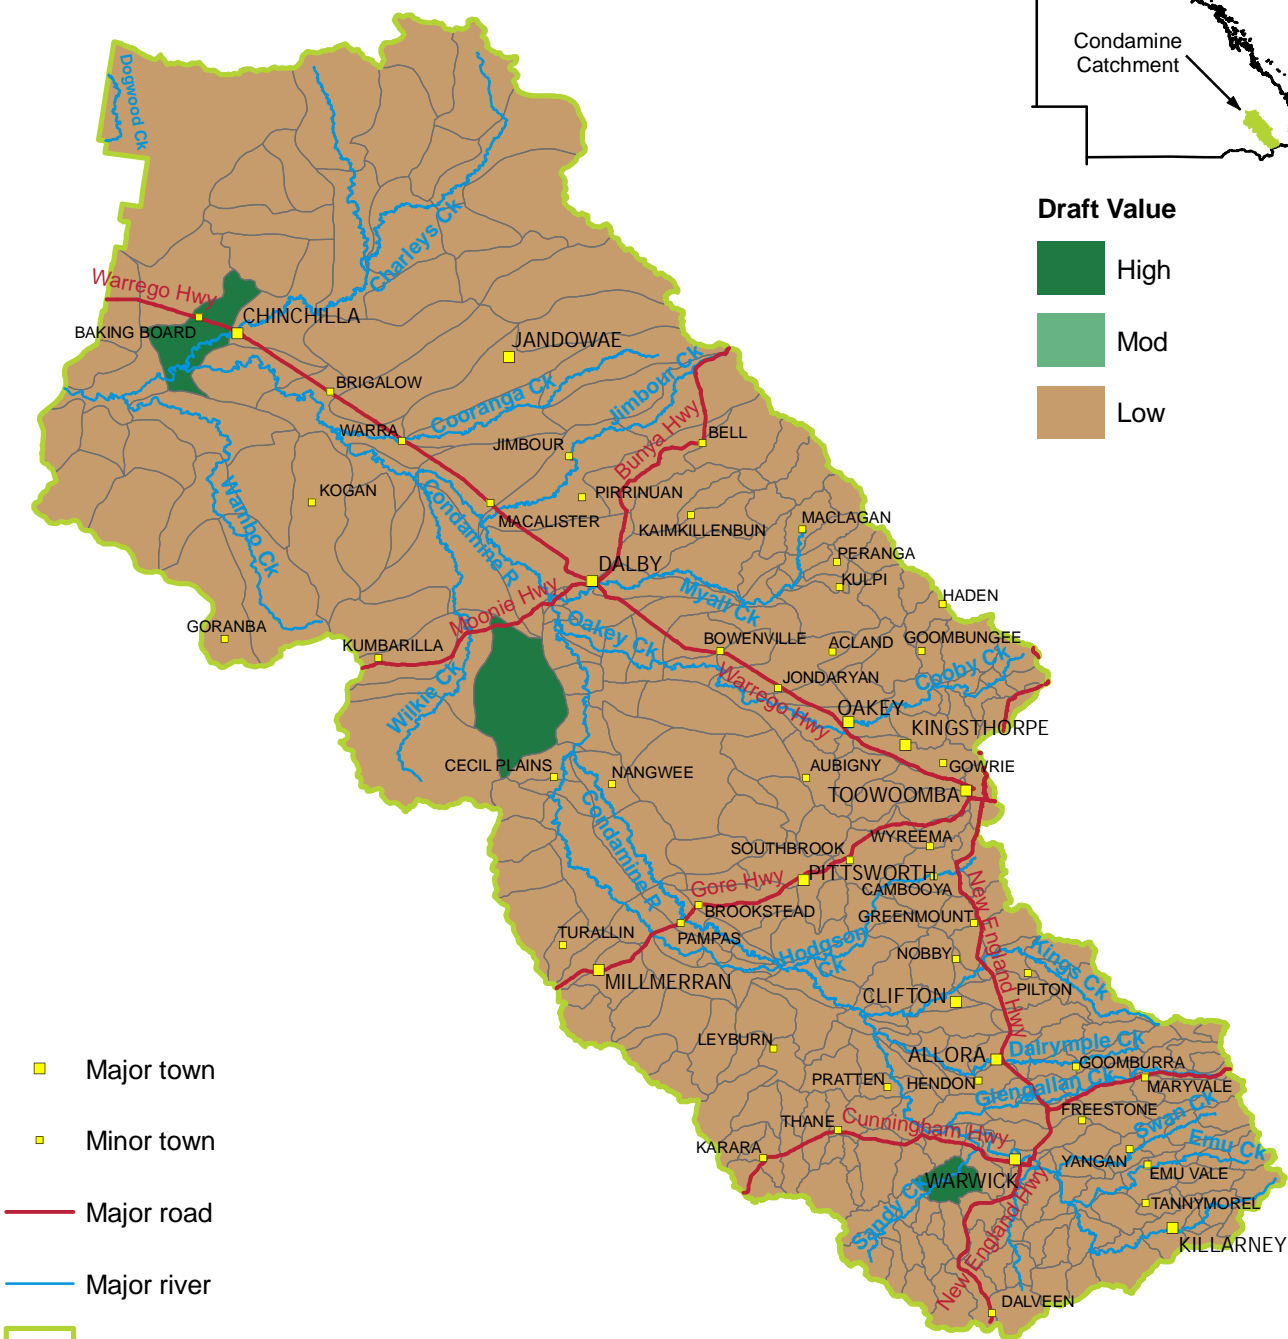 Condamine
Catchment
Draft Value
High
Mod
Low
Dogwood Ck
Charleys Ck
Warrego Hwy
CHINCHILLA
BAKING BOARD
JANDOWAE
BRIGALOW
Cooranga Ck
Jimbour Ck
WARRA
JIMBOUR
Bunya Hwy
BELL
KOGAN
Wambo Ck
Condamine R
PIRRINUAN
MACALISTER
KAIMKILLENBUN
MACLAGAN
PERANGA
KULPI
DALBY
Myall Ck
HADEN
Moonie Hwy
GORANBA
KUMBARILLA
Oakey Ck
BOWENVILLE
ACLAND
GOOMBUNGEE
Cooby Ck
Wilkie Ck
JONDARYAN
Warrego Hwy
OAKEY
KINGSTHORPE
CECIL PLAINS
NANGWEE
AUBIGNY
GOWRIE
TOOWOOMBA
Condamine R
WYREEMA
SOUTHBROOK
PITTSWORTH
Gore Hwy
CAMBOOYA
BROOKSTEAD
GREENMOUNT
New England Hwy
TURALLIN
PAMPAS
Hodgson
Ck
NOBBY
Kings Ck
PILTON
MILLMERRAN
CLIFTON
LEYBURN
ALLORA
Dalrymple Ck
GOOMBURRA
PRATTEN
HENDON
Glengallan Ck
MARYVALE
THANE
Cunningham Hwy
FREESTONE
Swan Ck
KARARA
YANGAN
Emu Ck
EMU VALE
WARWICK
Sandy Ck
New England Hwy
TANNYMOREL
KILLARNEY
DALVEEN
Major town
Minor town
Major road
Major river